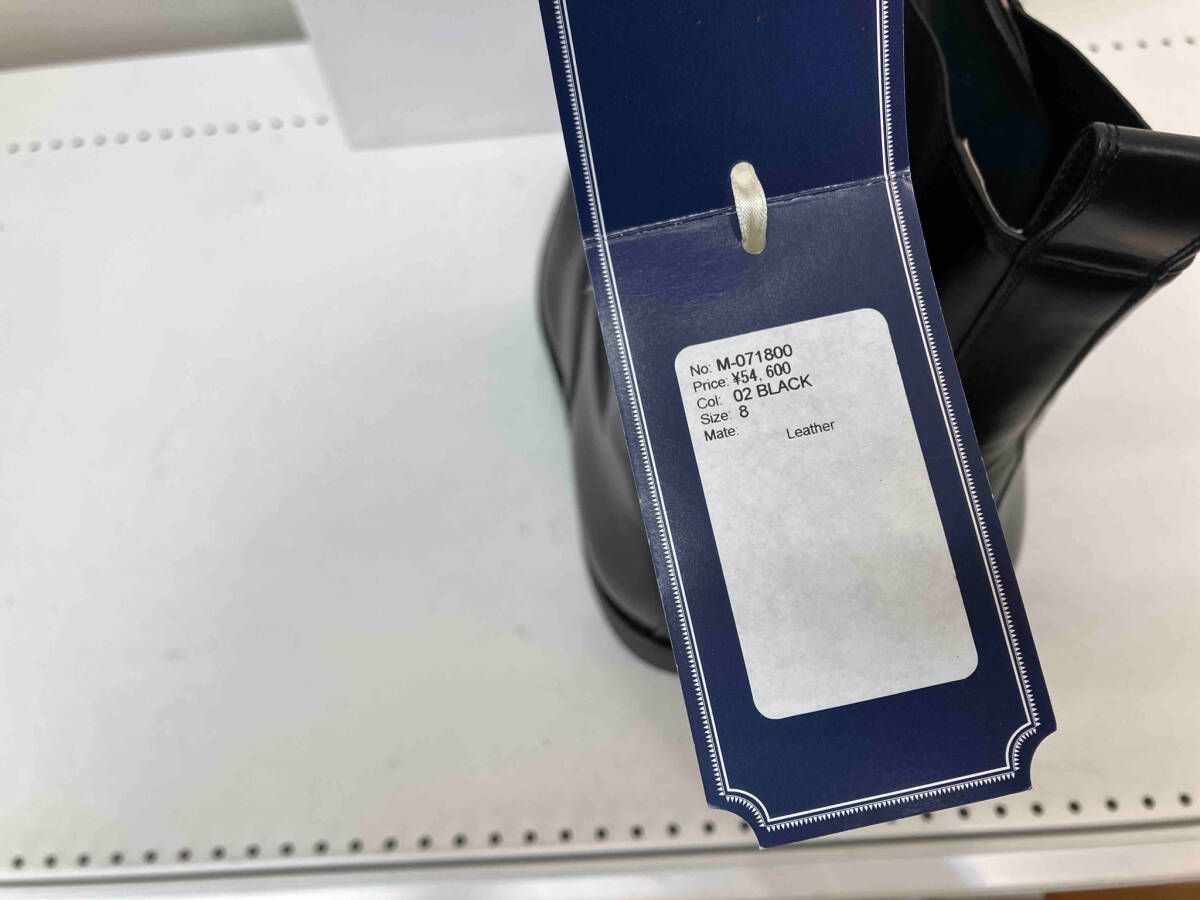 No: M-071800
Price: ¥54,600
Col: 02 BLACK
Size: 8
Mate: Leather